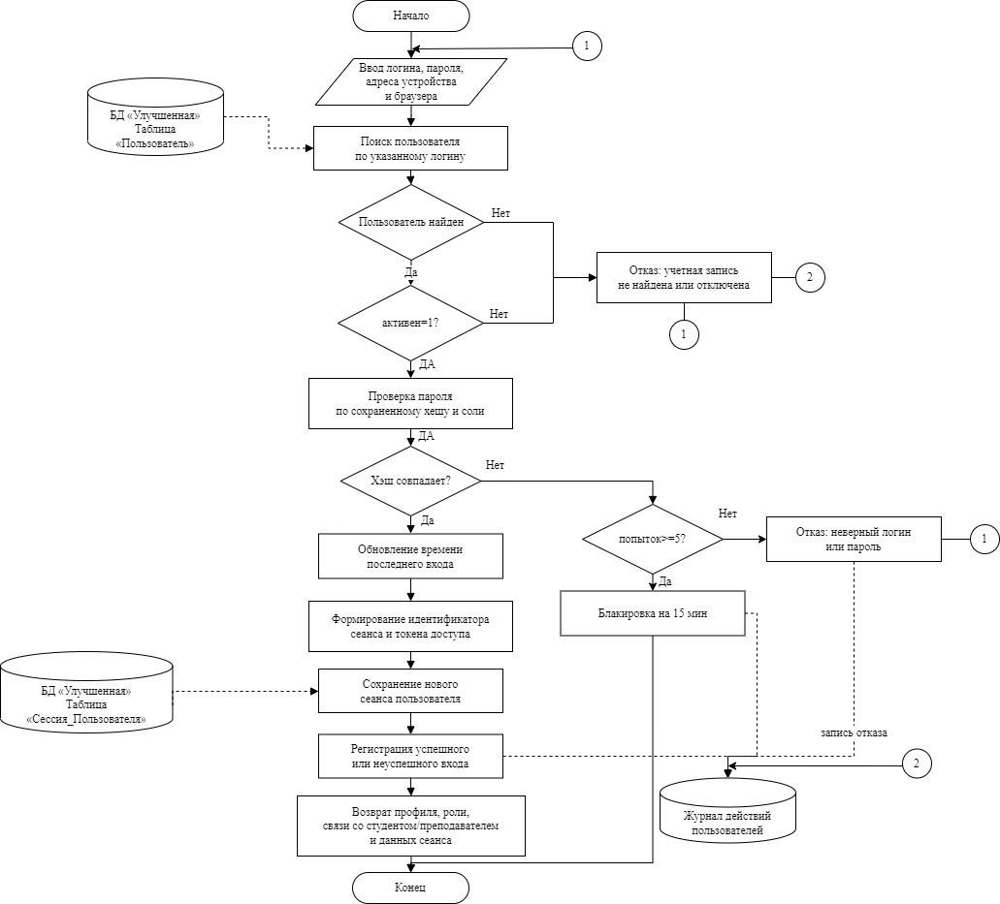 Начало
1
Ввод логина, пароля,
адреса устройства
и браузера
БД «Улучшенная»
Таблица
«Пользователь»
Поиск пользователя
по указанному логину
Пользователь найден
Нет
Да
Отказ: учетная запись
не найдена или отключена
2
1
активен=1?
Нет
ДА
Проверка пароля
по сохраненному хешу и соли
ДА
Хэш совпадает?
Нет
Да
попыток>=5?
Нет
Отказ: неверный логин
или пароль
1
Да
Обновление времени
последнего входа
Блакировка на 15 мин
Формирование идентификатора
сеанса и токена доступа
БД «Улучшенная»
Таблица
«Сессия_Пользователя»
Сохранение нового
сеанса пользователя
запись отказа
Регистрация успешного
или неуспешного входа
2
Журнал действий
пользователей
Возврат профиля, роли,
связи со студентом/преподавателем
и данных сеанса
Конец